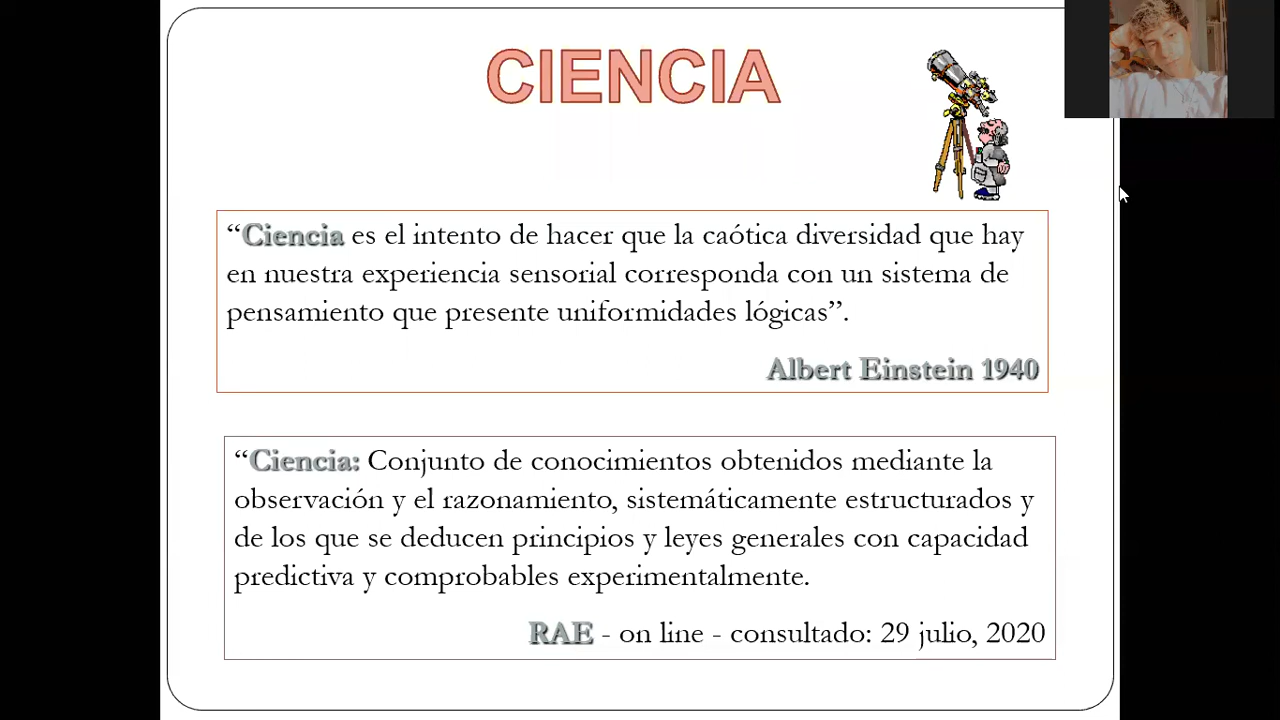 CIENCIA
“Ciencia es el intento de hacer que la caótica diversidad que hay
en nuestra experiencia sensorial corresponda con un sistema de
pensamiento que presente uniformidades lógicas”.
Albert Einstein 1940
“Ciencia: Conjunto de conocimientos obtenidos mediante la
observación y el razonamiento, sistemáticamente estructurados y
de los que se deducen principios y leyes generales con capacidad
predictiva y comprobables experimentalmente.
RAE - on line - consultado: 29 julio, 2020